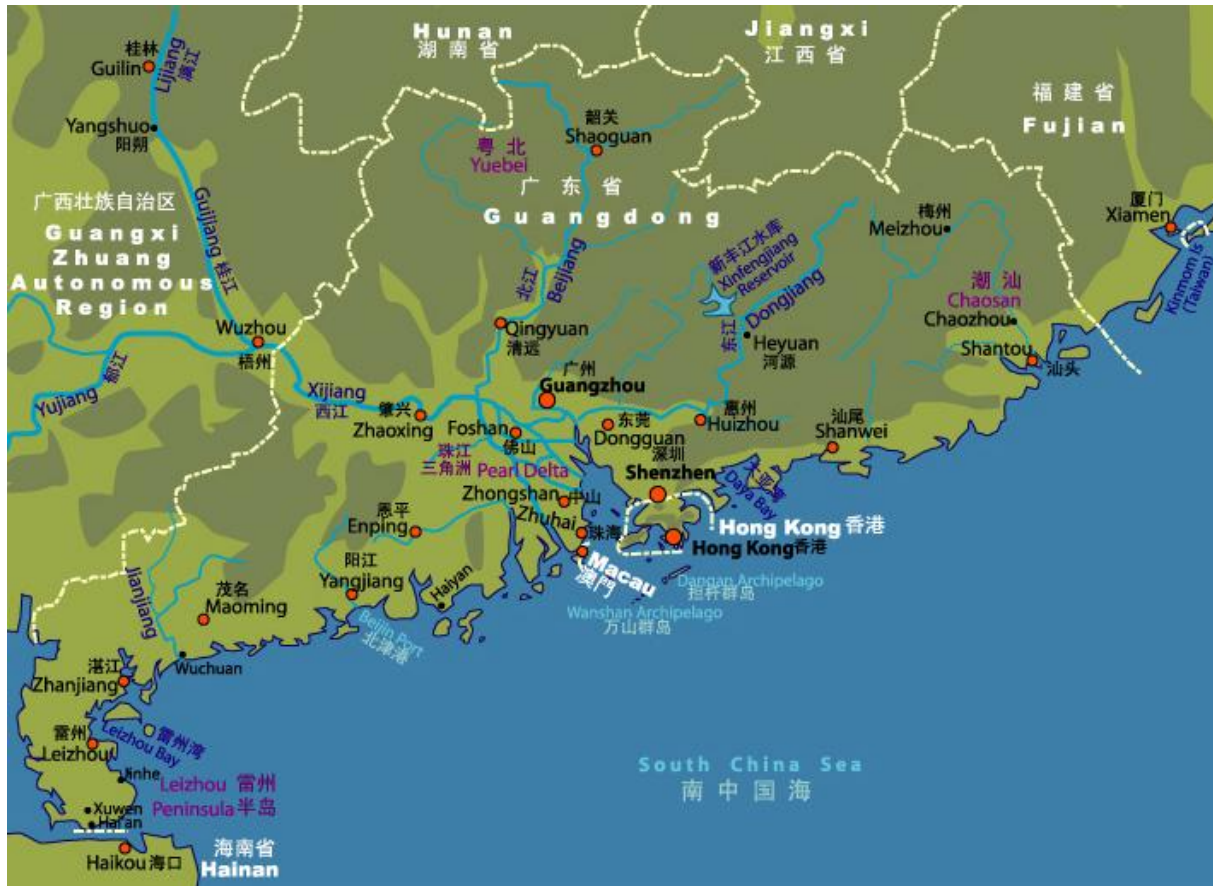 Hunan
湖南省
Jiangxi
江西省
福建省
Fujian
桂林
Guilin
Lijiang
漓江
Yangshuo
阳朔
韶关
Shaoguan
粤北
Yuebei
广东省
Guangdong
广西壮族自治区
Guangxi
Zhuang
Autonomous
Region
Guijiang 桂江
厦门
Xiamen
Kinmom Is
(Taiwan)
梅州
Meizhou
新丰江水库
Xinfengjiang
Reservoir
北江
Beijiang
潮汕
Chaosan
Chaozhou
Dongjiang
东江
Wuzhou
梧州
Qingyuan
清远
Heyuan
河源
Shantou
汕头
Yujiang
郁江
Xijiang
西江
广州
Guangzhou
肇兴
Zhaoxing
Foshan
佛山
东莞
Dongguan
惠州
Huizhou
汕尾
Shanwei
珠江
三角洲
Pearl Delta
深圳
Shenzhen
大亚湾
Daya Bay
Zhongshan
中山
Zhuhai
珠海
恩平
Enping
Hong Kong 香港
Hong Kong 香港
Macau
澳門
阳江
Yangjiang
Haiyan
Dangan Archipelago
担杆群岛
Wanshan Archipelago
万山群岛
Beijin Port
北津港
Jianjiang
茂名
Maoming
Wuchuan
湛江
Zhanjiang
雷州
Leizhou
雷州湾
Leizhou Bay
Jinhe
Leizhou 雷州
Peninsula 半岛
Xuwen
Hai'an
South China Sea
南中国海
海南省
Hainan
Haikou 海口